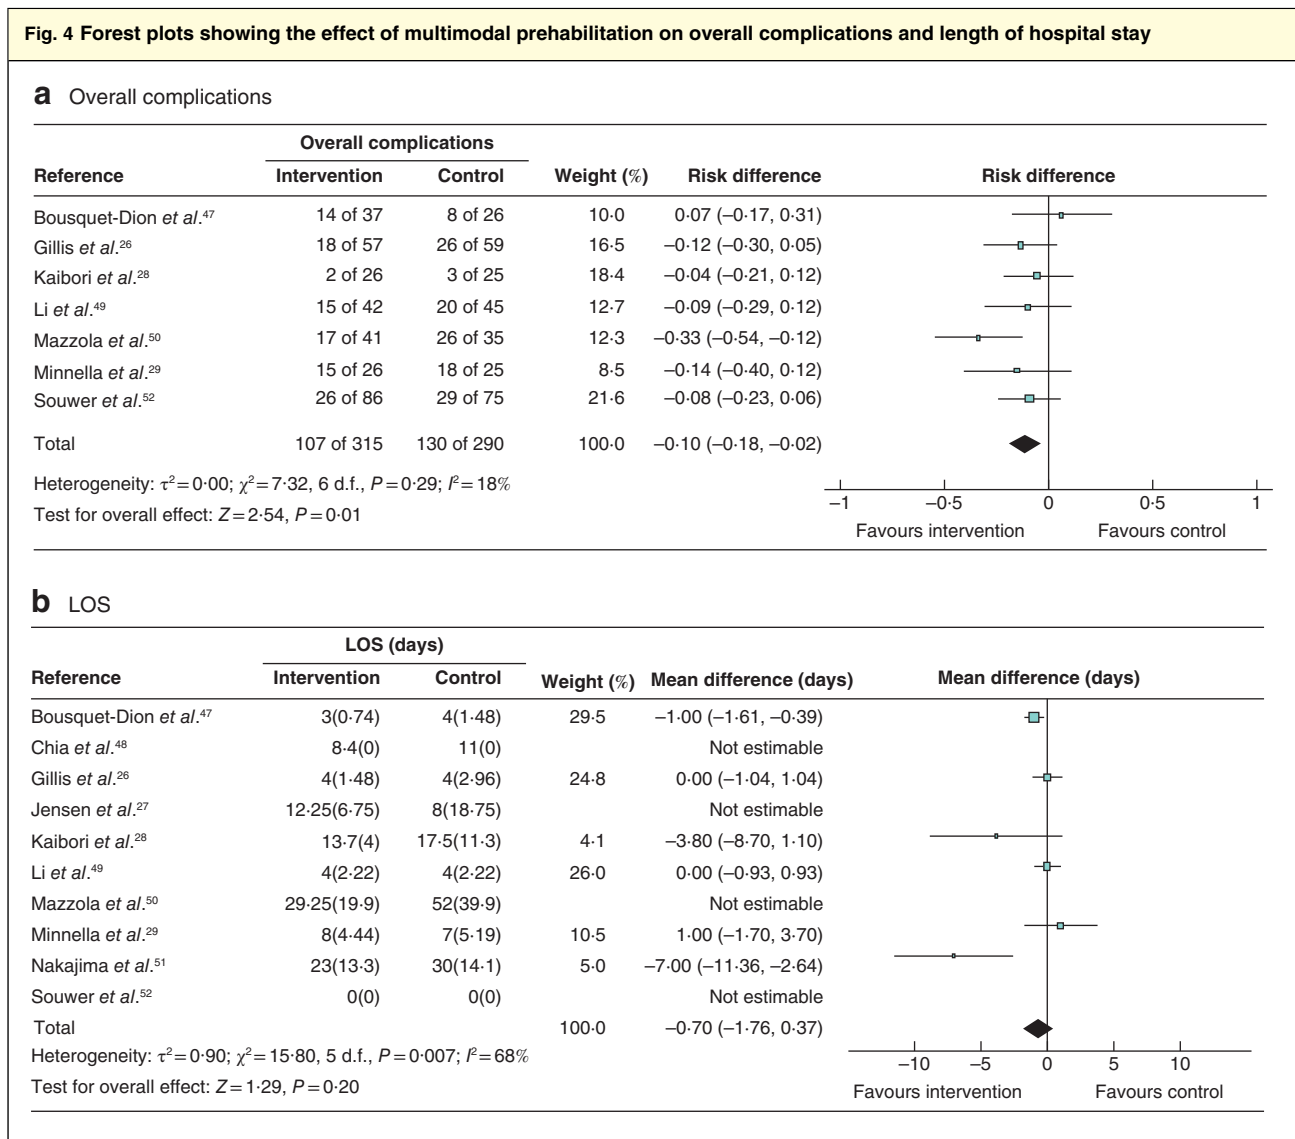 Fig. 4 Forest plots showing the effect of multimodal prehabilitation on overall complications and length of hospital stay
a Overall complications
Overall complications
Reference Intervention Control Weight (%) Risk difference Risk difference
Bousquet-Dion et al.47 14 of 37 8 of 26 10·0 0·07 (–0·17, 0·31)
Gillis et al.26 18 of 57 26 of 59 16·5 –0·12 (–0·30, 0·05)
Kaibori et al.28 2 of 26 3 of 25 18·4 –0·04 (–0·21, 0·12)
Li et al.49 15 of 42 20 of 45 12·7 –0·09 (–0·29, 0·12)
Mazzola et al.50 17 of 41 26 of 35 12·3 –0·33 (–0·54, –0·12)
Minnella et al.29 15 of 26 18 of 25 8·5 –0·14 (–0·40, 0·12)
Souwer et al.52 26 of 86 29 of 75 21·6 –0·08 (–0·23, 0·06)
Total 107 of 315 130 of 290 100·0 –0·10 (–0·18, –0·02)
Heterogeneity: τ2=0·00; χ2=7·32, 6 d.f., P=0·29; I2=18%
Test for overall effect: Z=2·54, P=0·01
–1 –0·5 0 0·5 1
Favours intervention Favours control
b LOS
LOS (days)
Reference Intervention Control Weight (%) Mean difference (days) Mean difference (days)
Bousquet-Dion et al.47 3(0·74) 4(1·48) 29·5 –1·00 (–1·61, –0·39)
Chia et al.48 8·4(0) 11(0) Not estimable
Gillis et al.26 4(1·48) 4(2·96) 24·8 0·00 (–1·04, 1·04)
Jensen et al.27 12·25(6·75) 8(18·75) Not estimable
Kaibori et al.28 13·7(4) 17·5(11·3) 4·1 –3·80 (–8·70, 1·10)
Li et al.49 4(2·22) 4(2·22) 26·0 0·00 (–0·93, 0·93)
Mazzola et al.50 29·25(19·9) 52(39·9) Not estimable
Minnella et al.29 8(4·44) 7(5·19) 10·5 1·00 (–1·70, 3·70)
Nakajima et al.51 23(13·3) 30(14·1) 5·0 –7·00 (–11·36, –2·64)
Souwer et al.52 0(0) 0(0) Not estimable
Total 100·0 –0·70 (–1·76, 0·37)
Heterogeneity: τ2=0·90; χ2=15·80, 5 d.f., P=0·007; I2=68%
Test for overall effect: Z=1·29, P=0·20
–10 –5 0 5 10
Favours intervention Favours control